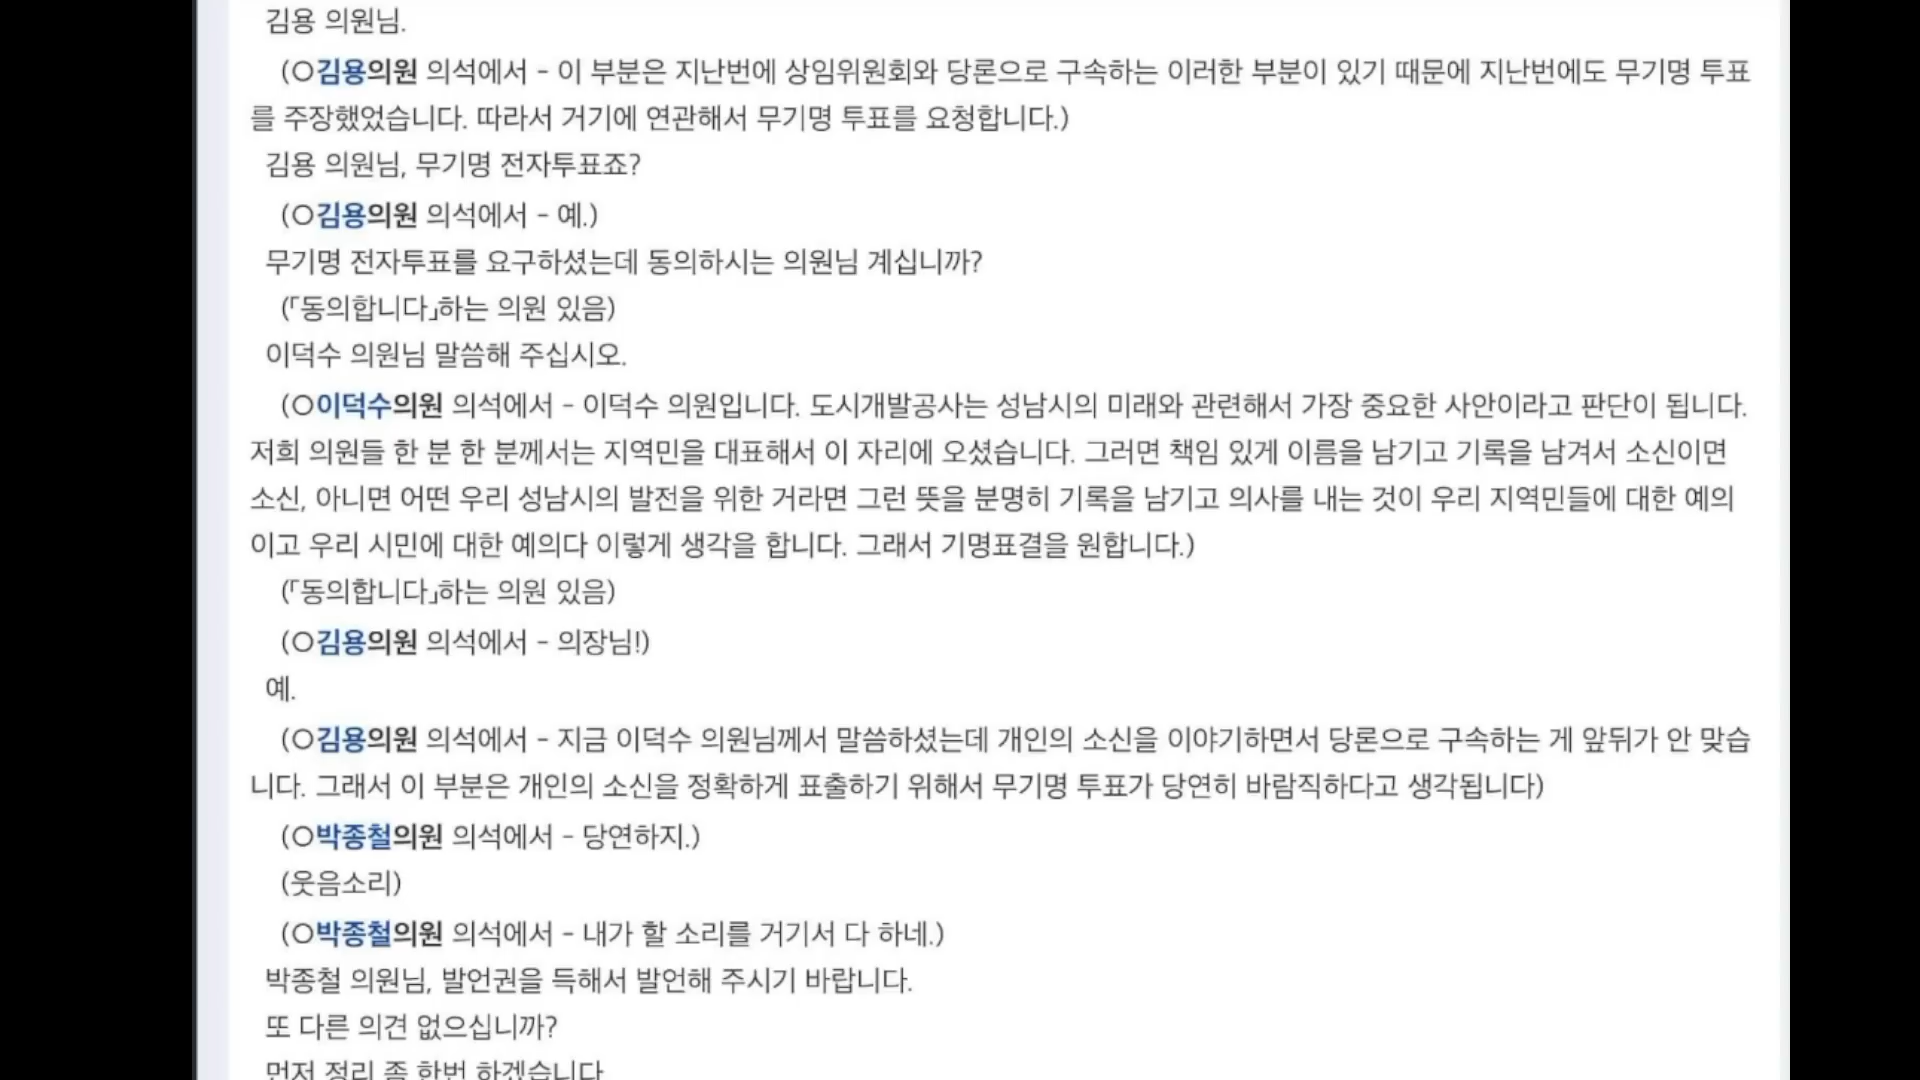 김용 의원님.
(○김용의원 의석에서 – 이 부분은 지난번에 상임위원회와 당론으로 구속하는 이러한 부분이 있기 때문에 지난번에도 무기명 투표
를 주장했었습니다. 따라서 거기에 연관해서 무기명 투표를 요청합니다.)
김용 의원님, 무기명 전자투표죠?
(○김용의원 의석에서 – 예.)
무기명 전자투표를 요구하셨는데 동의하시는 의원님 계십니까?
(「동의합니다」하는 의원 있음)
이덕수 의원님 말씀해 주십시오.
(○이덕수의원 의석에서 – 이덕수 의원입니다. 도시개발공사는 성남시의 미래와 관련해서 가장 중요한 사안이라고 판단이 됩니다.
저희 의원들 한 분 한 분께서는 지역민을 대표해서 이 자리에 오셨습니다. 그러면 책임 있게 이름을 남기고 기록을 남겨서 소신이면
소신, 아니면 어떤 우리 성남시의 발전을 위한 거라면 그런 뜻을 분명히 기록을 남기고 의사를 내는 것이 우리 지역민들에 대한 예의
이고 우리 시민에 대한 예의다 이렇게 생각을 합니다. 그래서 기명표결을 원합니다.)
(「동의합니다」하는 의원 있음)
(○김용의원 의석에서 – 의장님!)
예.
(○김용의원 의석에서 – 지금 이덕수 의원님께서 말씀하셨는데 개인의 소신을 이야기하면서 당론으로 구속하는 게 앞뒤가 안 맞습
니다. 그래서 이 부분은 개인의 소신을 정확하게 표출하기 위해서 무기명 투표가 당연히 바람직하다고 생각됩니다)
(○박종철의원 의석에서 – 당연하지.)
(웃음소리)
(○박종철의원 의석에서 – 내가 할 소리를 거기서 다 하네.)
박종철 의원님, 발언권을 득해서 발언해 주시기 바랍니다.
또 다른 의견 없으십니까?
먼저 정리 좀 한번 하겠습니다